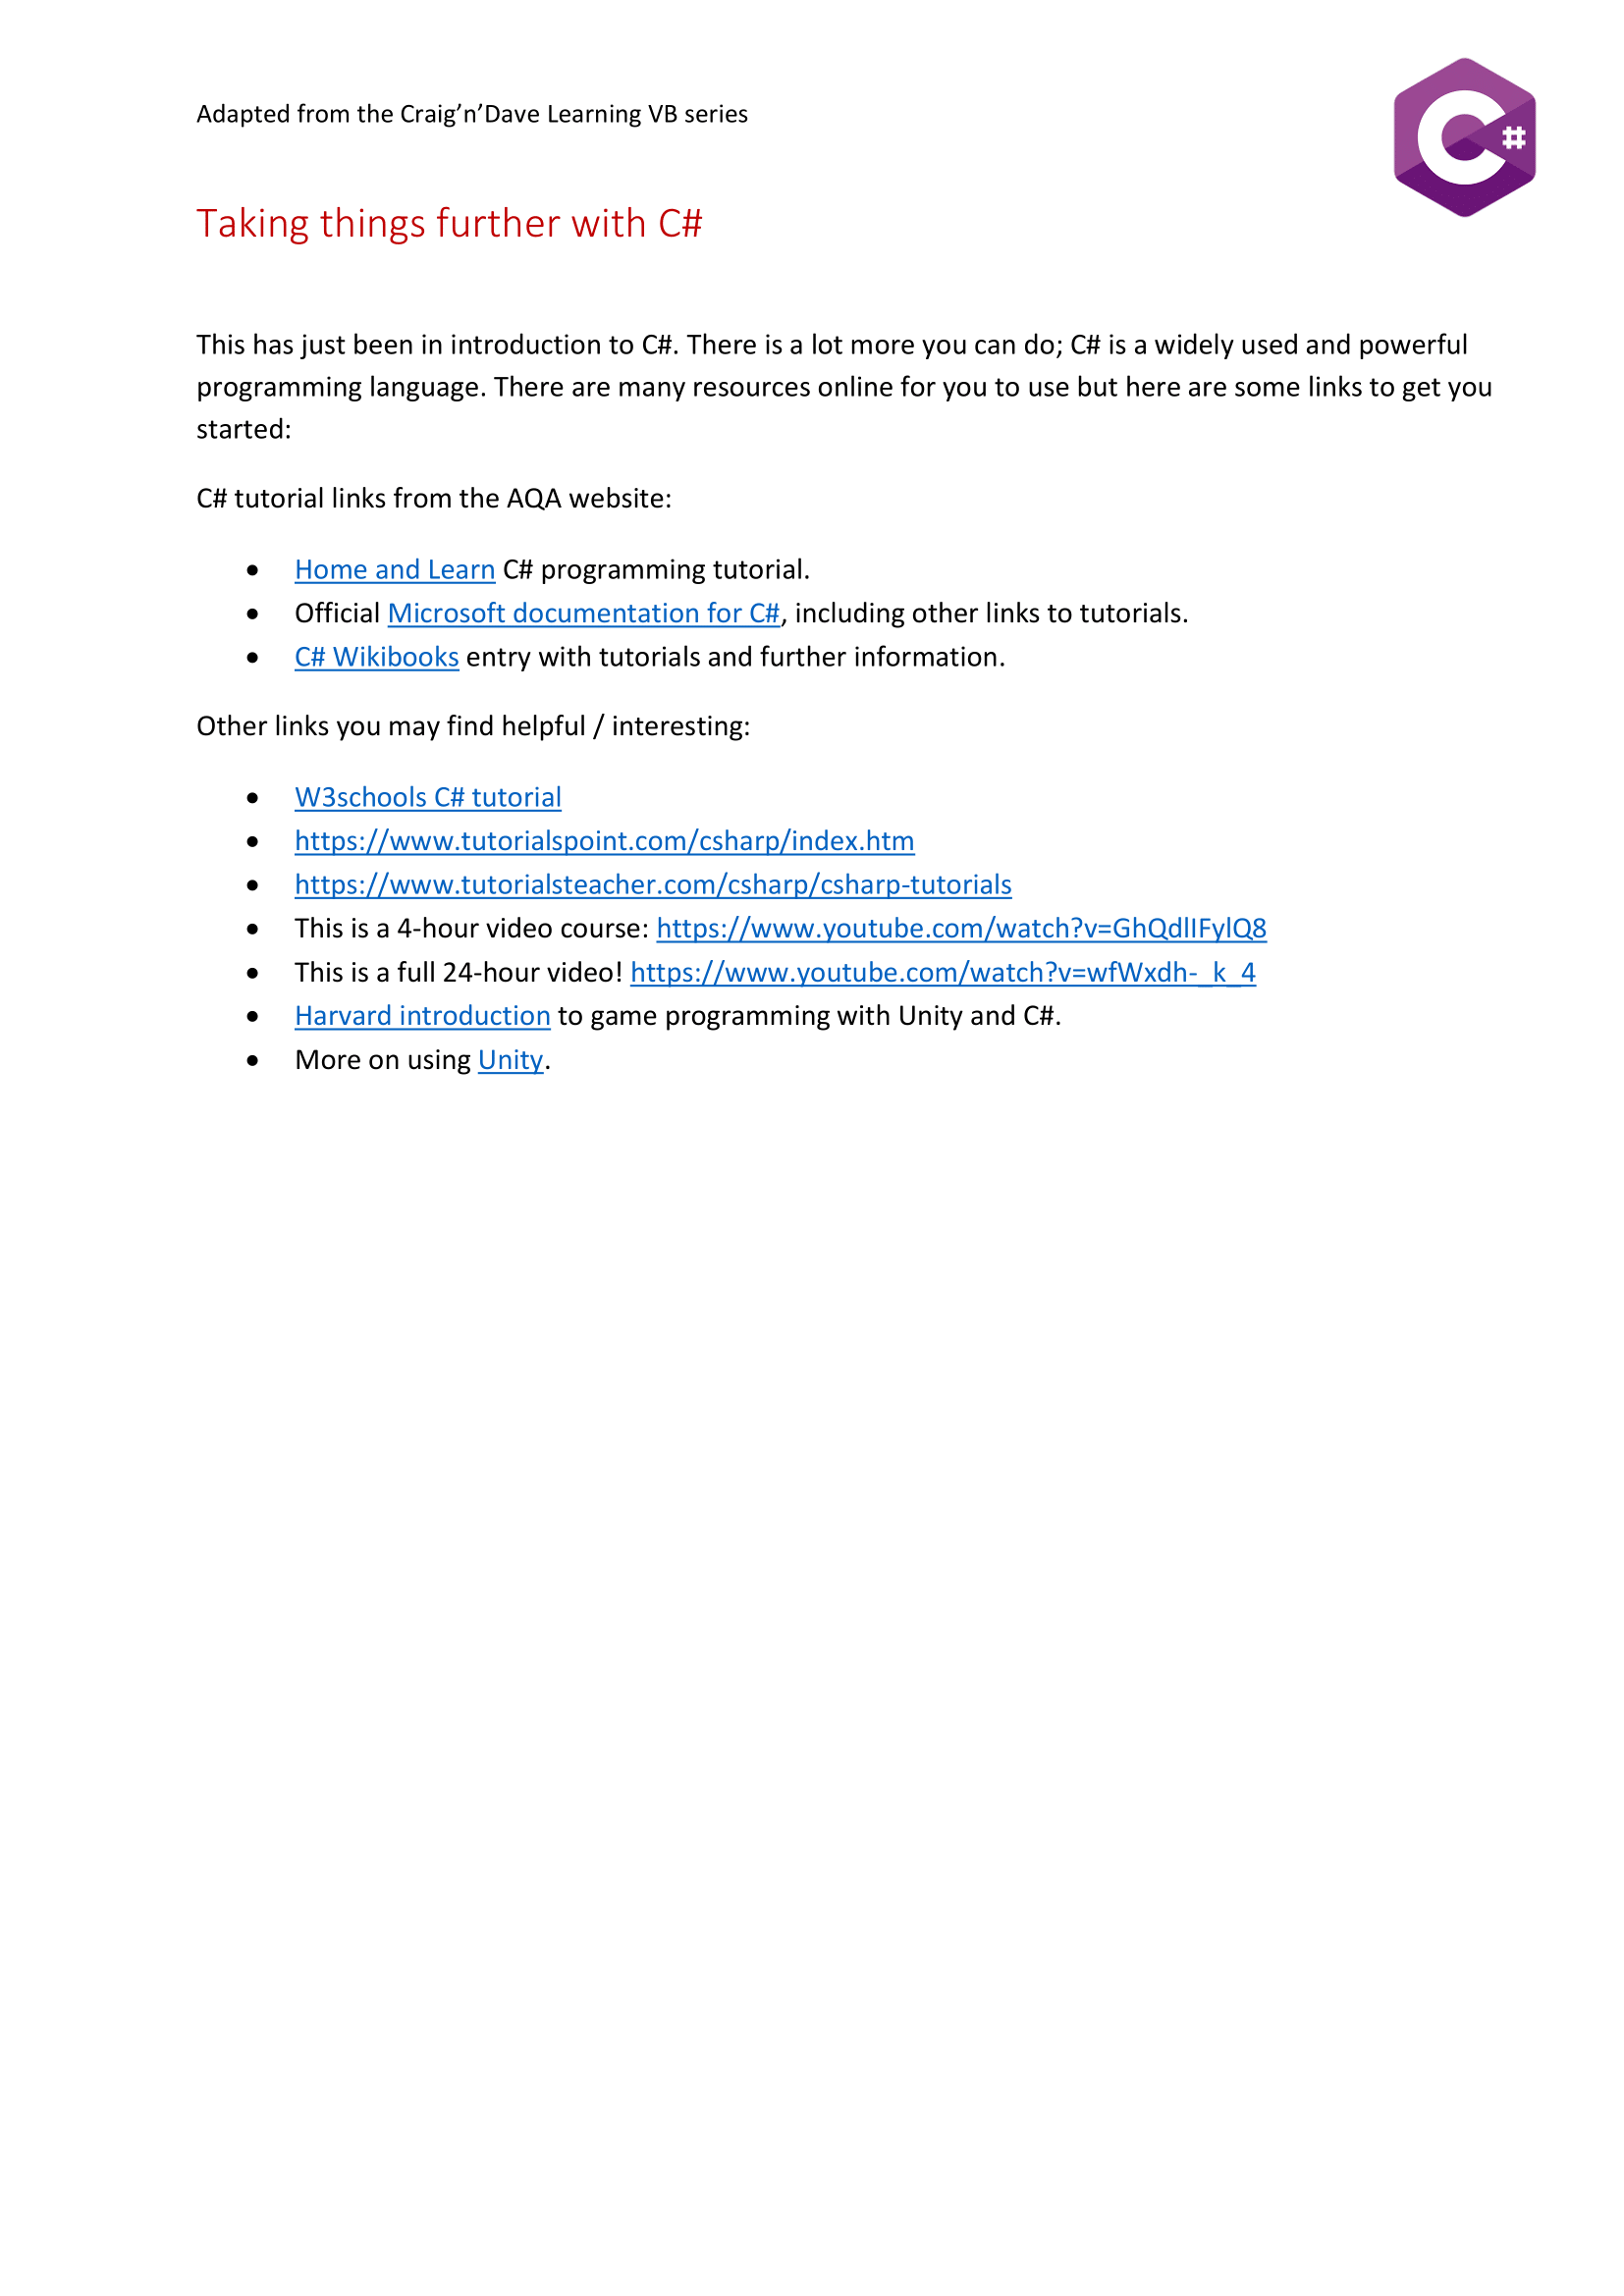 Adapted from the Craig’n’Dave Learning VB series
C#
Taking things further with C#
This has just been in introduction to C#. There is a lot more you can do; C# is a widely used and powerful
programming language. There are many resources online for you to use but here are some links to get you
started:
C# tutorial links from the AQA website:
• Home and Learn C# programming tutorial.
• Official Microsoft documentation for C#, including other links to tutorials.
• C# Wikibooks entry with tutorials and further information.
Other links you may find helpful / interesting:
• W3schools C# tutorial
• https://www.tutorialspoint.com/csharp/index.htm
• https://www.tutorialsteacher.com/csharp/csharp-tutorials
• This is a 4-hour video course: https://www.youtube.com/watch?v=GhQdlIFylQ8
• This is a full 24-hour video! https://www.youtube.com/watch?v=wfWxdh-_k_4
• Harvard introduction to game programming with Unity and C#.
• More on using Unity.